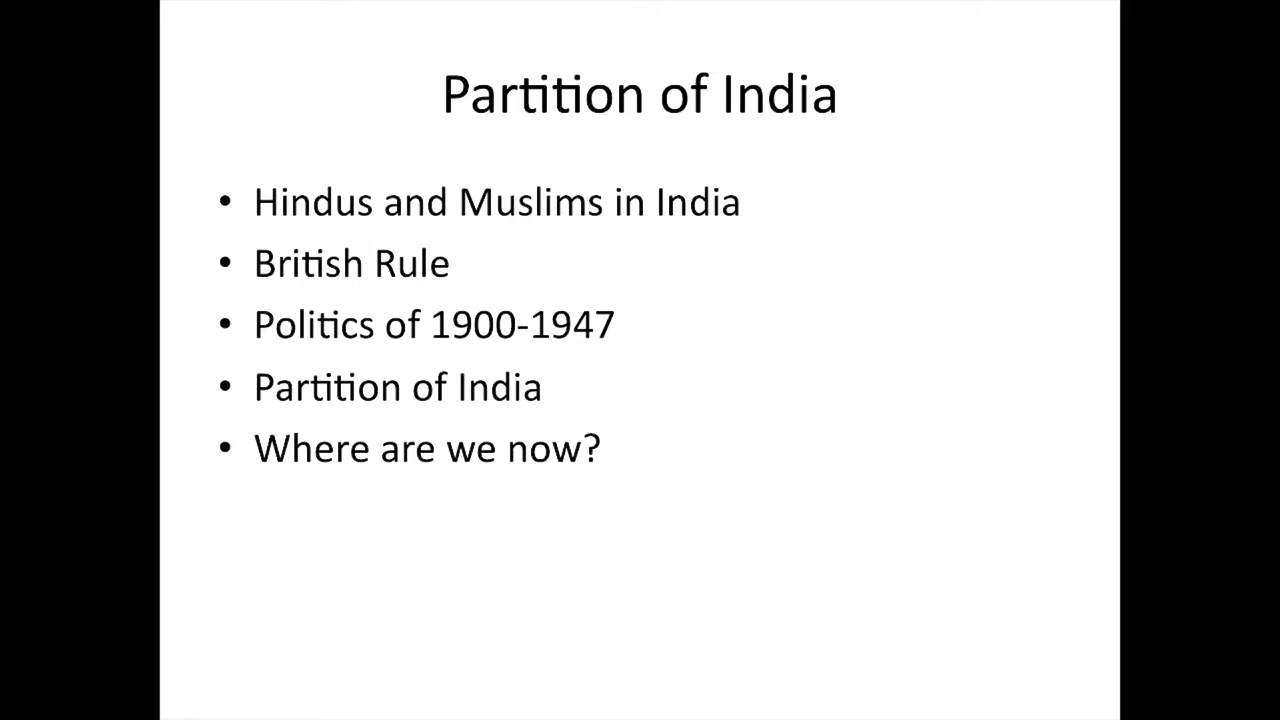 Partition of India
• Hindus and Muslims in India
• British Rule
• Politics of 1900-1947
• Partition of India
• Where are we now?